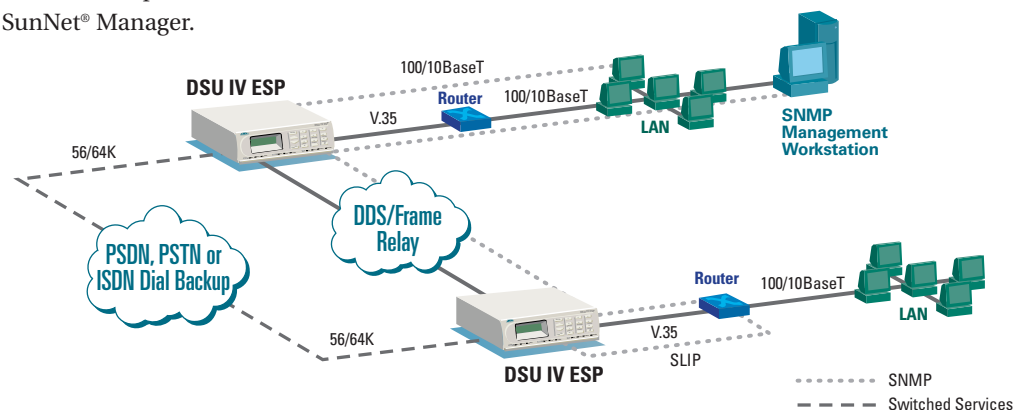 SunNet® Manager.
100/10BaseT
DSU IV ESP
Router
100/10BaseT
V.35
LAN
SNMP
Management
Workstation
56/64K
DDS/Frame
Relay
PSDN, PSTN or
ISDN Dial Backup
Router
100/10BaseT
LAN
56/64K
V.35
SLIP
DSU IV ESP
SNMP
Switched Services